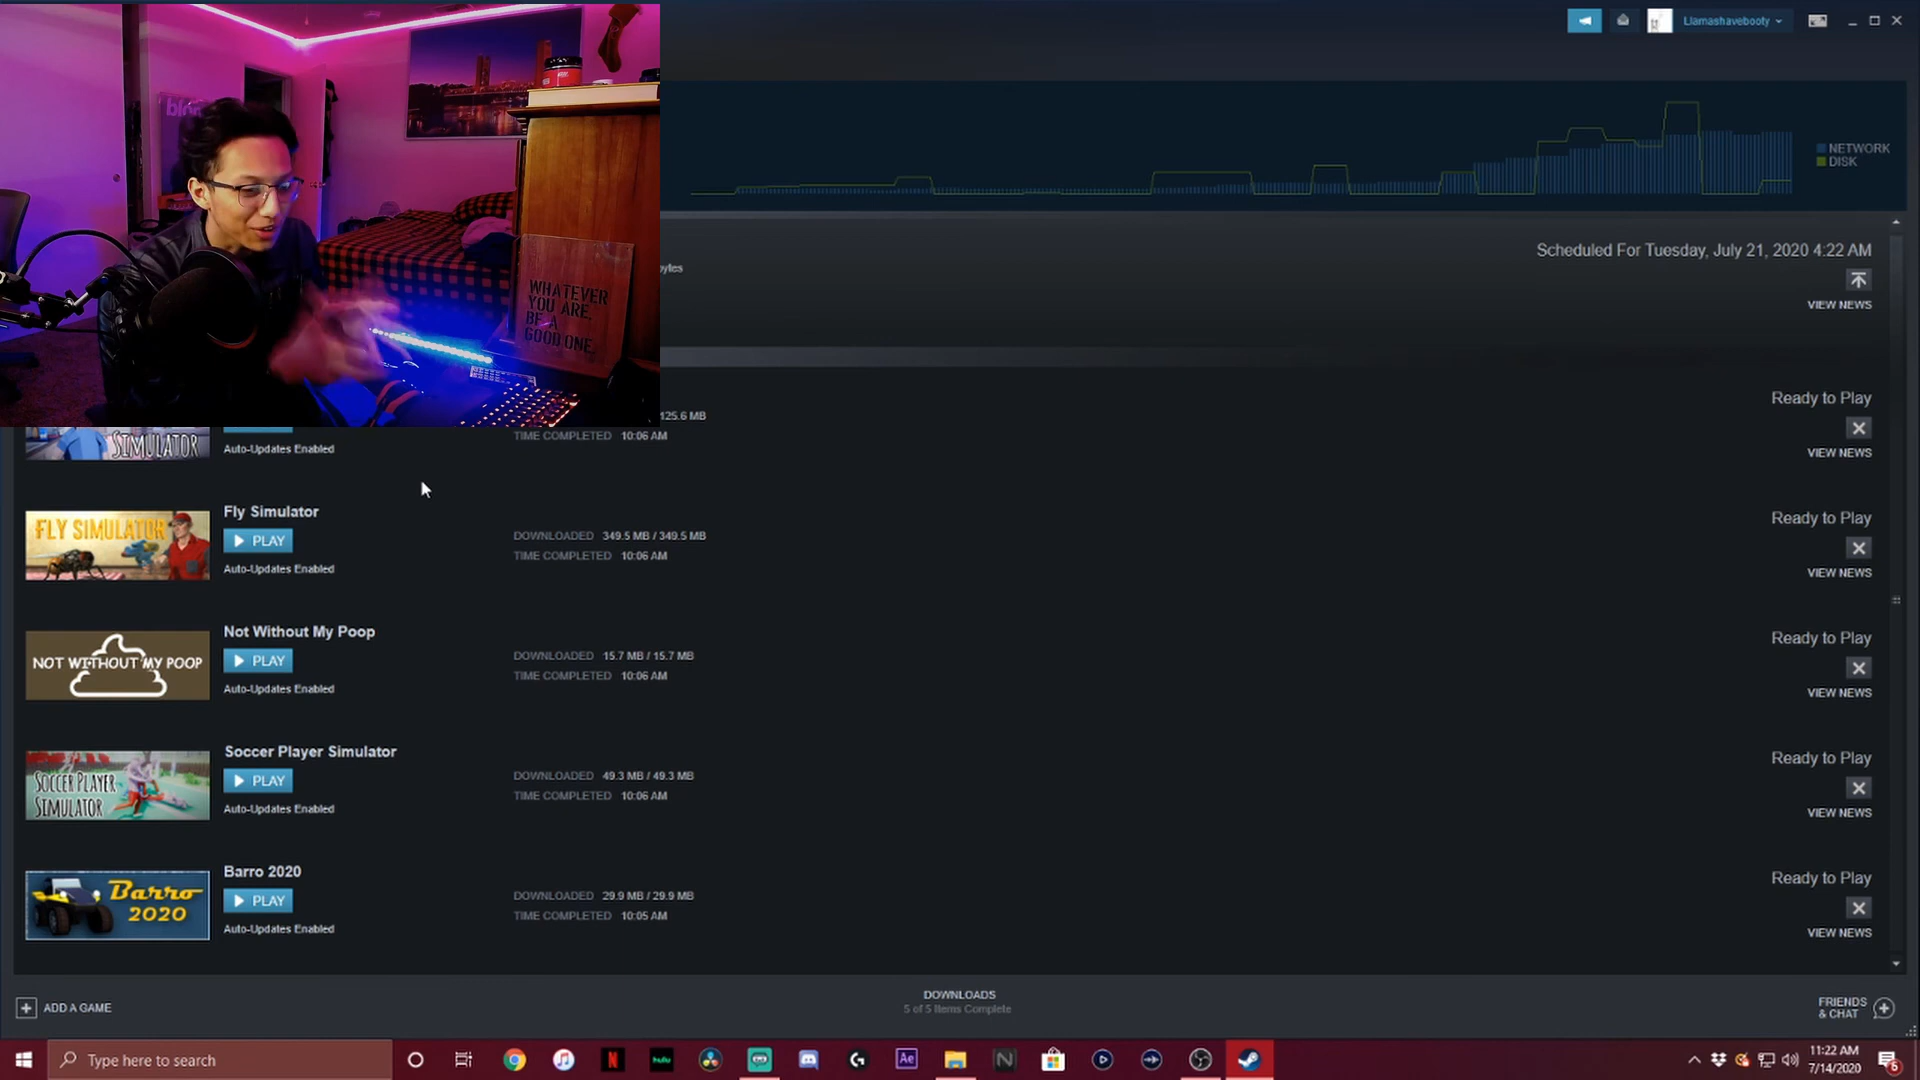 Llamashavebooty
NETWORK
DISK
WHATEVER
YOU ARE,
BE A
GOOD ONE.
Scheduled For Tuesday, July 21, 2020 4:22 AM
VIEW NEWS
125.6 MB
TIME COMPLETED 10:06 AM
Ready to Play
VIEW NEWS
SIMULATOR
Auto-Updates Enabled
FLY SIMULATOR
Fly Simulator
PLAY
Auto-Updates Enabled
DOWNLOADED 349.5 MB / 349.5 MB
TIME COMPLETED 10:06 AM
Ready to Play
VIEW NEWS
NOT WITHOUT MY POOP
Not Without My Poop
PLAY
Auto-Updates Enabled
DOWNLOADED 15.7 MB / 15.7 MB
TIME COMPLETED 10:06 AM
Ready to Play
VIEW NEWS
SOCCER PLAYER
SIMULATOR
Soccer Player Simulator
PLAY
Auto-Updates Enabled
DOWNLOADED 49.3 MB / 49.3 MB
TIME COMPLETED 10:06 AM
Ready to Play
VIEW NEWS
Barro
2020
Barro 2020
PLAY
Auto-Updates Enabled
DOWNLOADED 29.9 MB / 29.9 MB
TIME COMPLETED 10:05 AM
Ready to Play
VIEW NEWS
ADD A GAME
DOWNLOADS
5 of 5 Items Complete
FRIENDS
& CHAT
Type here to search
hulu
Ae
11:22 AM
7/14/2020